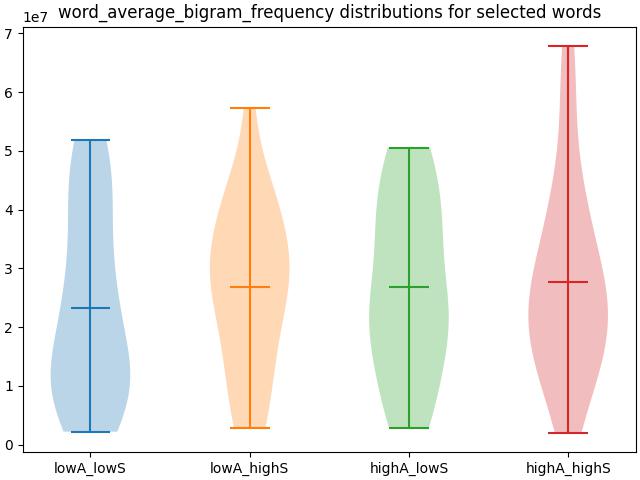 word_average_bigram_frequency distributions for selected words
1e7
7
6
5
4
3
2
1
0
lowA_lowS lowA_highS highA_lowS highA_highS